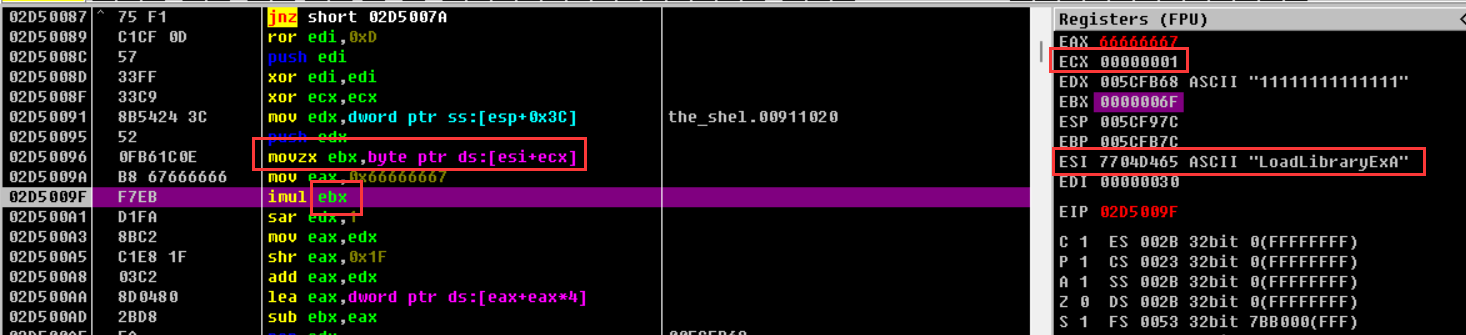 02D50087 ^ 75 F1 jnz short 02D5007A
02D50089 C1CF 0D ror edi,0xD
02D5008C 57 push edi
02D5008D 33FF xor edi,edi
02D5008F 33C9 xor ecx,ecx
02D50091 8B5424 3C mov edx,dword ptr ss:[esp+0x3C] the_shel.00911020
02D50095 52 push edx
02D50096 0FB61C0E movzx ebx,byte ptr ds:[esi+ecx]
02D5009A B8 67666666 mov eax,0x66666667
02D5009F F7EB imul ebx
02D500A1 D1FA sar edx,1
02D500A3 8BC2 mov eax,edx
02D500A5 C1E8 1F shr eax,0x1F
02D500A8 03C2 add eax,edx
02D500AA 8D0480 lea eax,dword ptr ds:[eax+eax*4]
02D500AD 2BD8 sub ebx,eax
Registers (FPU) <
EAX 66666667
ECX 00000001
EDX 005CFB68 ASCII "11111111111111"
EBX 0000006F
ESP 005CF97C
EBP 005CFB7C
ESI 7704D465 ASCII "LoadLibraryExA"
EDI 00000030
EIP 02D5009F
C 1 ES 002B 32bit 0(FFFFFFFF)
P 1 CS 0023 32bit 0(FFFFFFFF)
A 1 SS 002B 32bit 0(FFFFFFFF)
Z 0 DS 002B 32bit 0(FFFFFFFF)
S 1 FS 0053 32bit 7BB000(FFF)